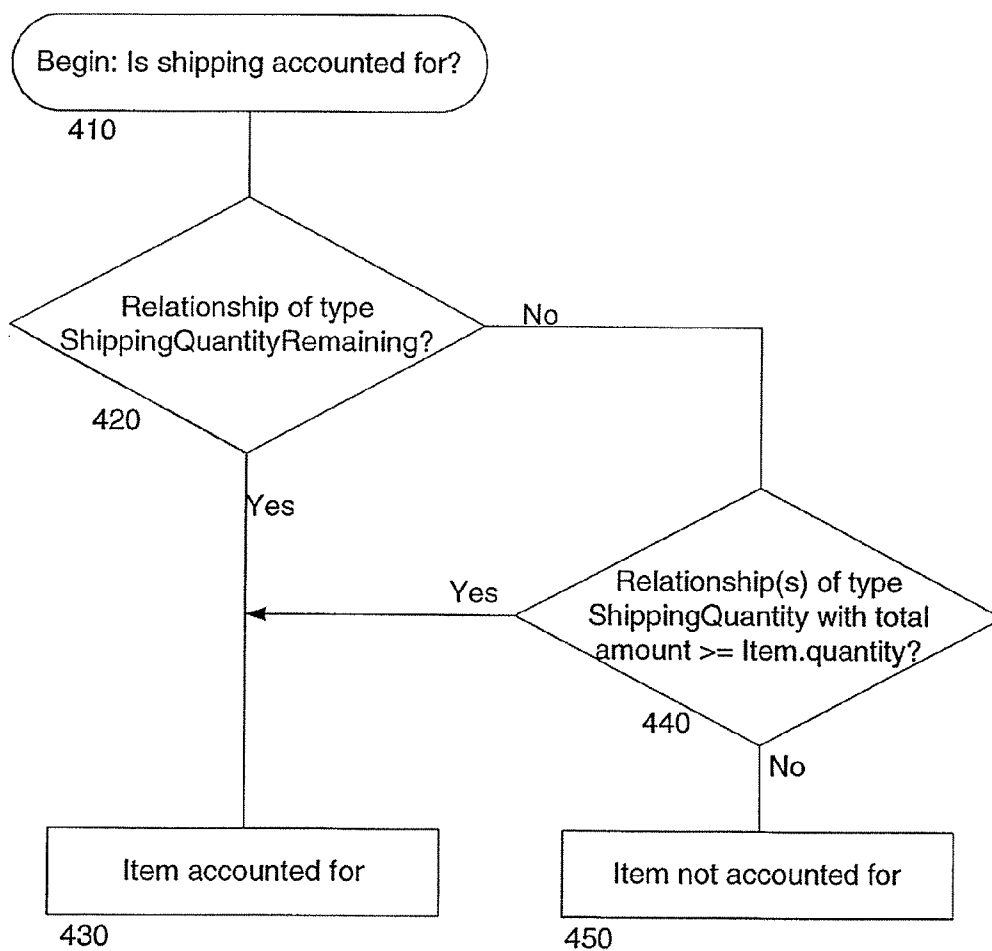 Begin: Is shipping accounted for?
410
Relationship of type
ShippingQuantityRemaining?
No
420
Yes
Yes
Relationship(s) of type
ShippingQuantity with total
amount >= Item.quantity?
440
No
Item accounted for
Item not accounted for
430
450